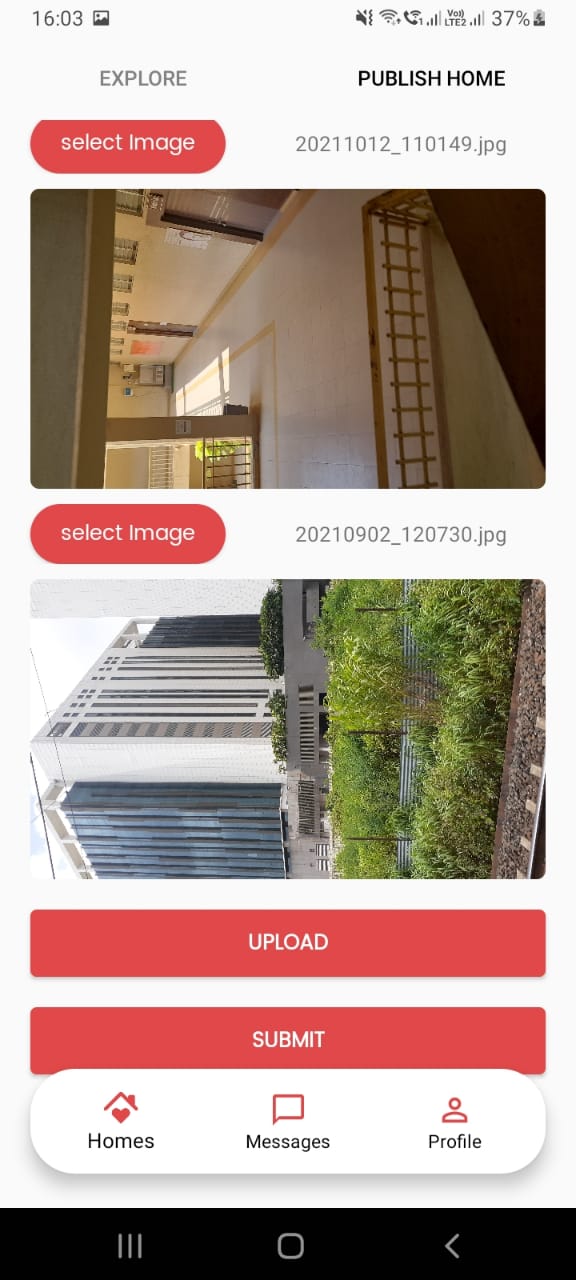 16:03 Vo)) LTE2 37%
EXPLORE PUBLISH HOME
select Image 20211012_110149.jpg
select Image 20210902_120730.jpg
UPLOAD
SUBMIT
Homes Messages Profile